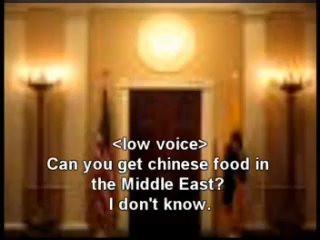 <low voice>
Can you get chinese food in
the Middle East?
I don't know.